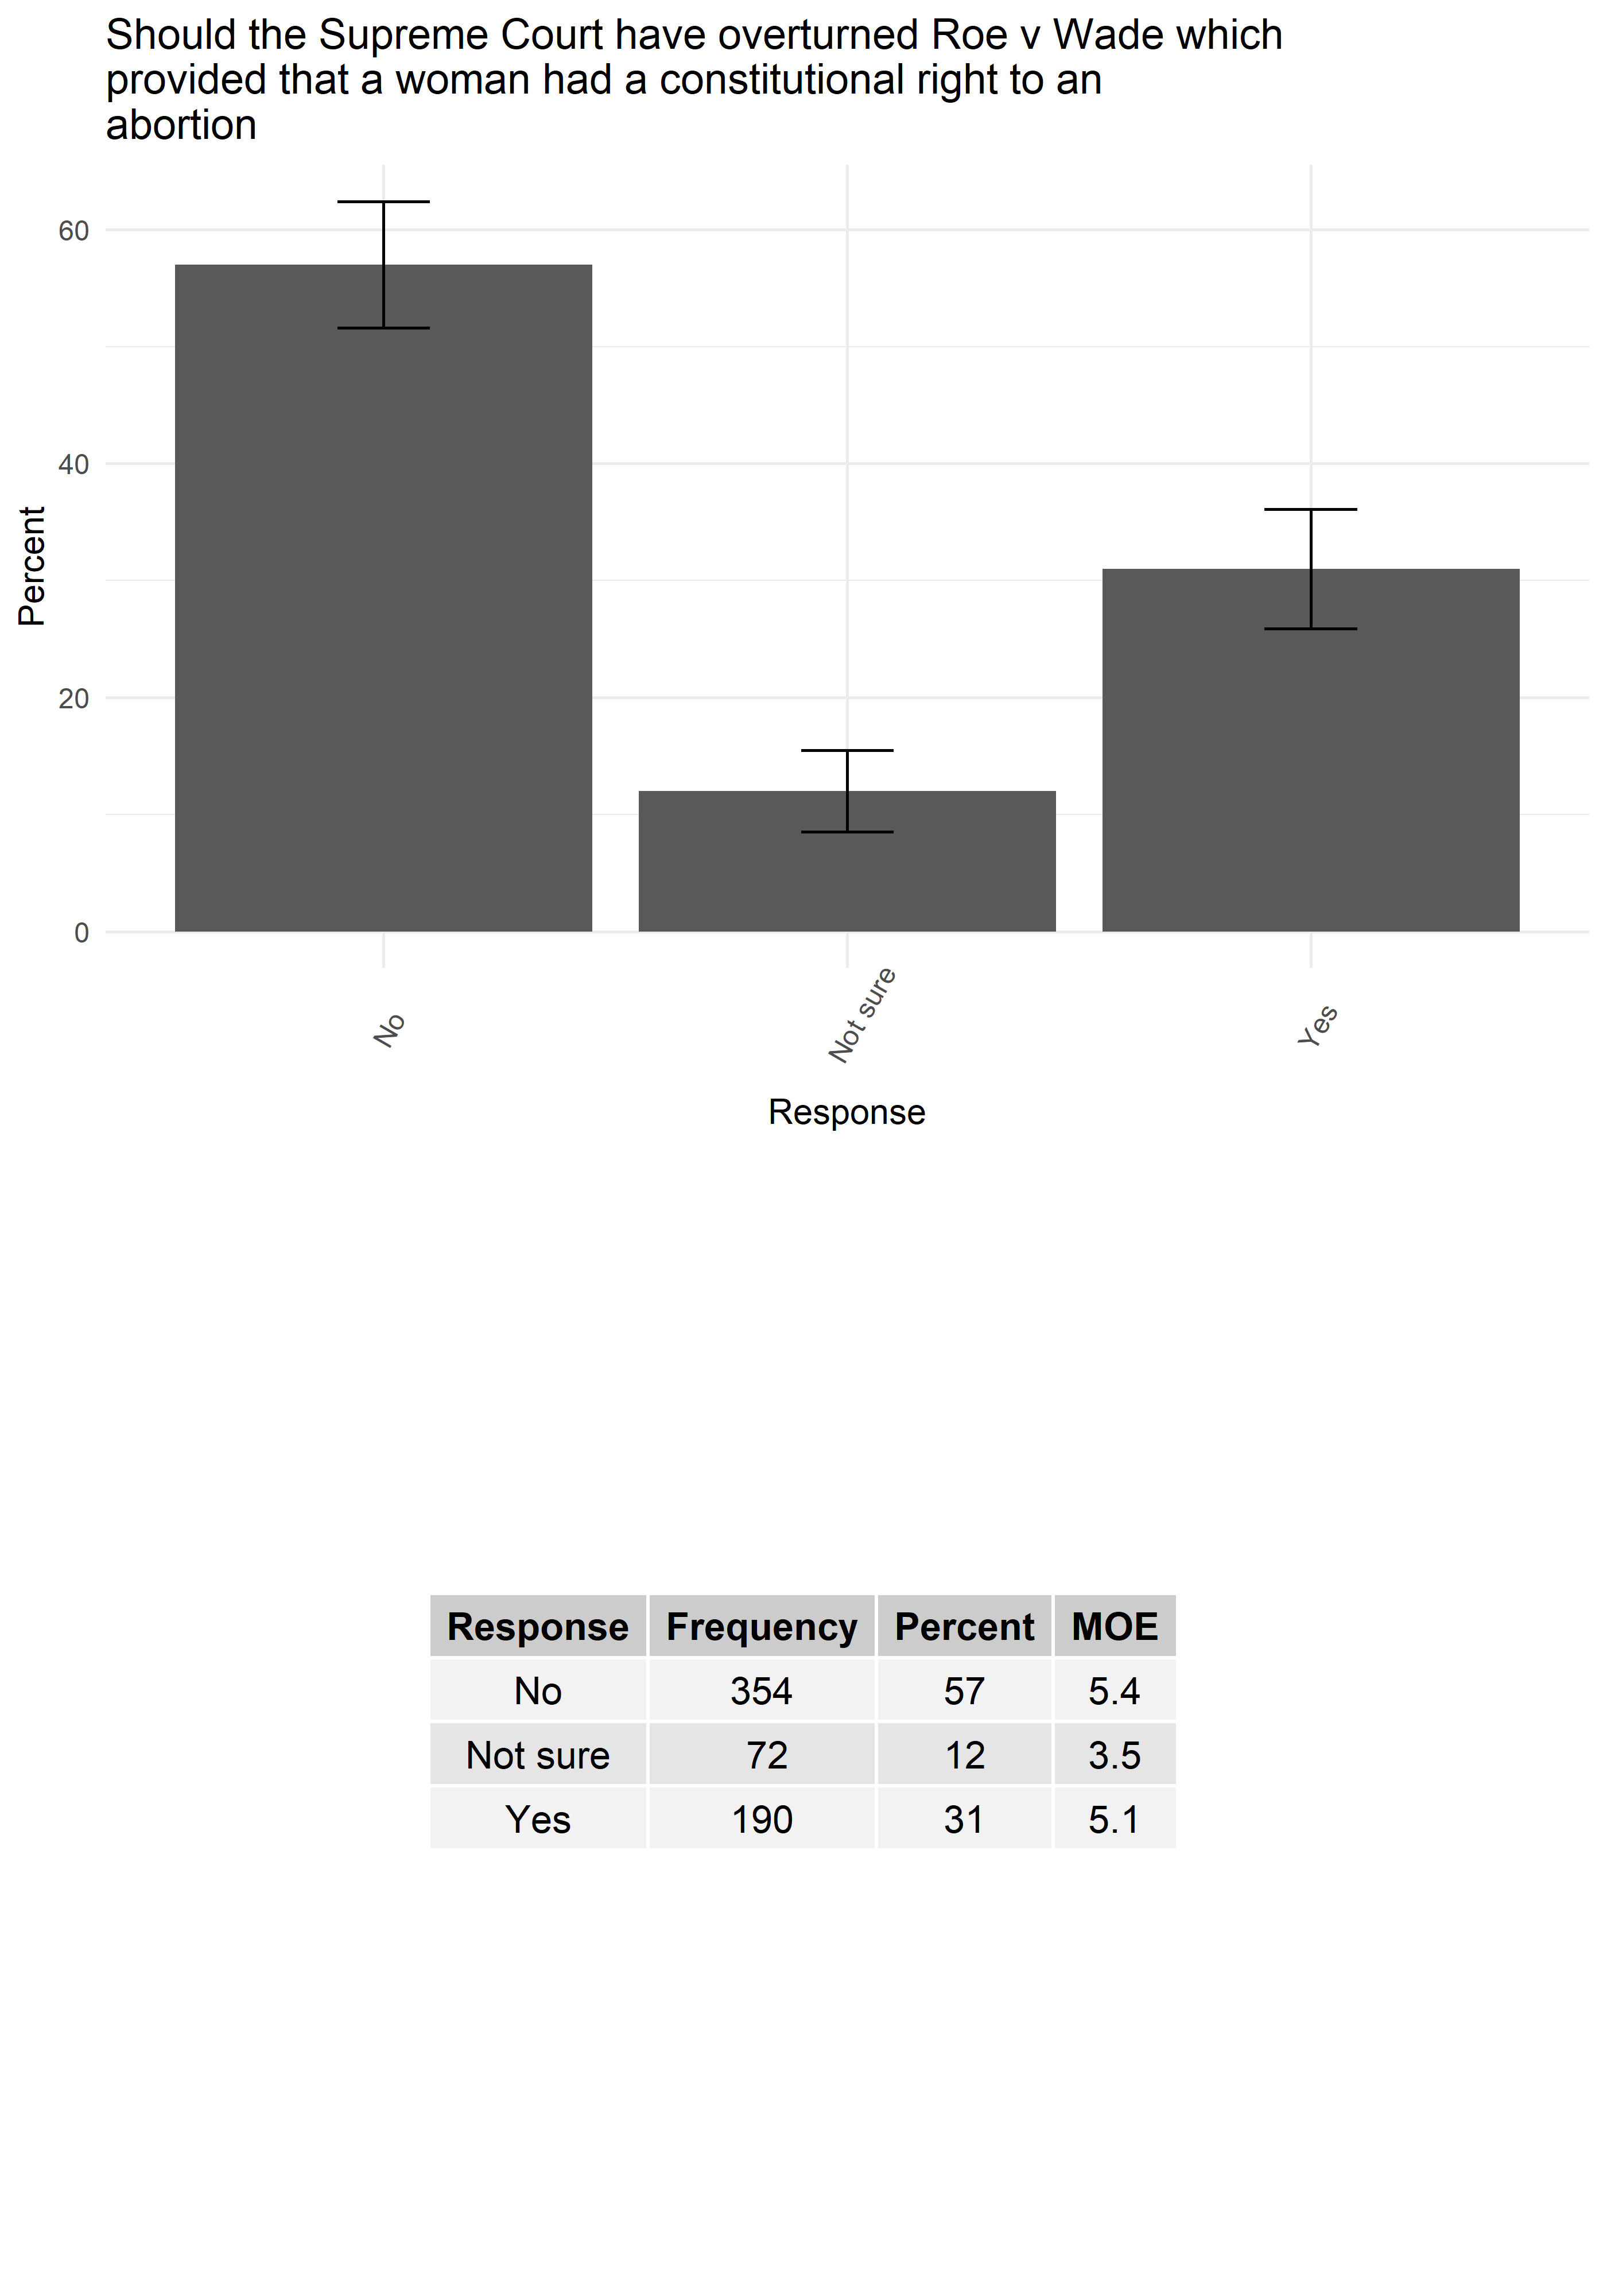 Should the Supreme Court have overturned Roe v Wade which
provided that a woman had a constitutional right to an
abortion
60
40
20
0
Percent
No
Not sure
Yes
Response
Response Frequency Percent MOE
No 354 57 5.4
Not sure 72 12 3.5
Yes 190 31 5.1